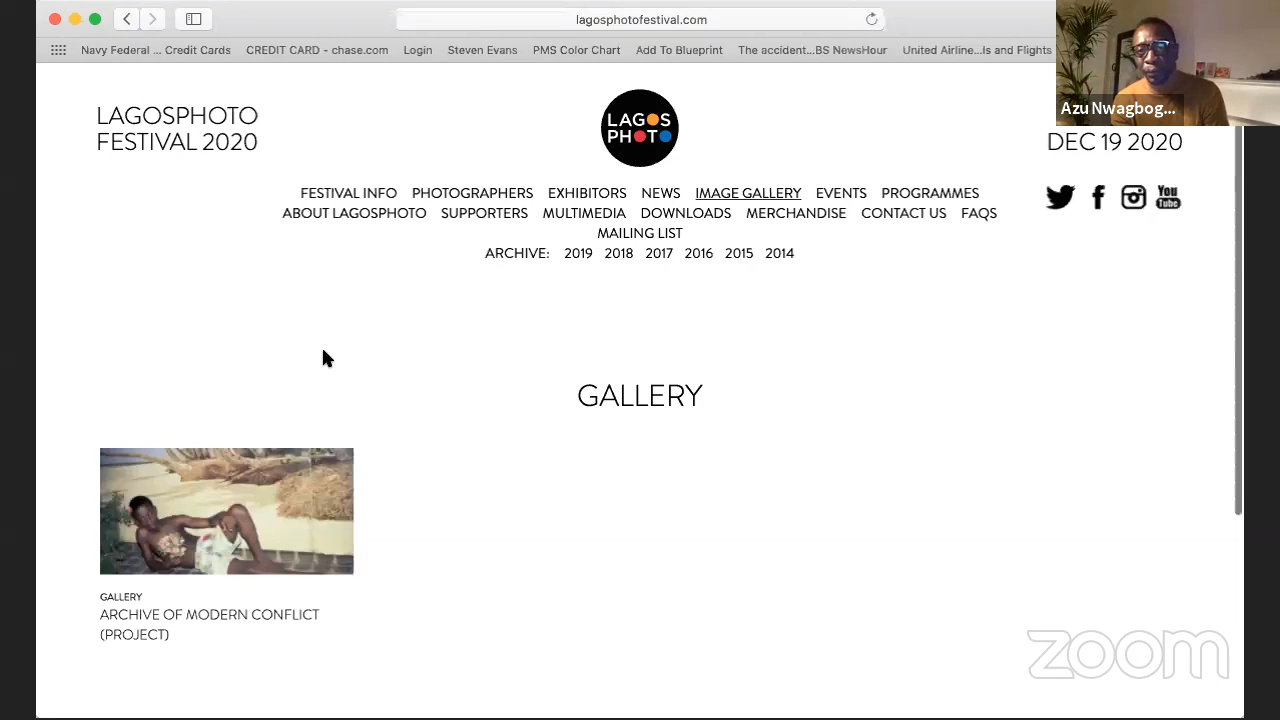 lagosphotofestival.com
Navy Federal ... Credit Cards CREDIT CARD - chase.com Login Steven Evans PMS Color Chart Add To Blueprint The accident...BS NewsHour United Airline...ls and Flights
Azu Nwagbog...
LAGOSPHOTO
FESTIVAL 2020
LAGOS
PHOTO
DEC 19 2020
FESTIVAL INFO PHOTOGRAPHERS EXHIBITORS NEWS IMAGE GALLERY EVENTS PROGRAMMES
ABOUT LAGOSPHOTO SUPPORTERS MULTIMEDIA DOWNLOADS MERCHANDISE CONTACT US FAQS
MAILING LIST
ARCHIVE: 2019 2018 2017 2016 2015 2014
You
Tube
GALLERY
GALLERY
ARCHIVE OF MODERN CONFLICT
(PROJECT)
zoom